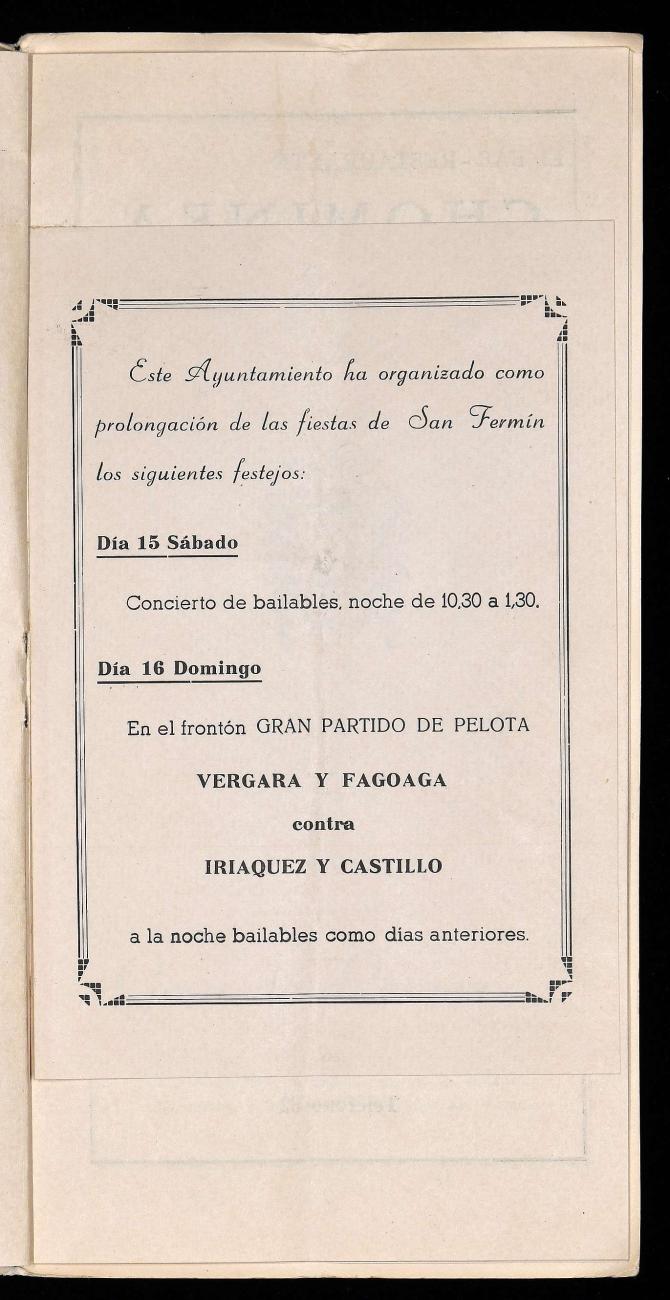 Este Ayuntamiento ha organizado como
prolongación de las fiestas de San Fermín
los siguientes festejos:
Día 15 Sábado
Concierto de bailables, noche de 10,30 a 1,30.
Día 16 Domingo
En el frontón GRAN PARTIDO DE PELOTA
VERGARA Y FAGOAGA
contra
IRIAQUEZ Y CASTILLO
a la noche bailables como días anteriores.